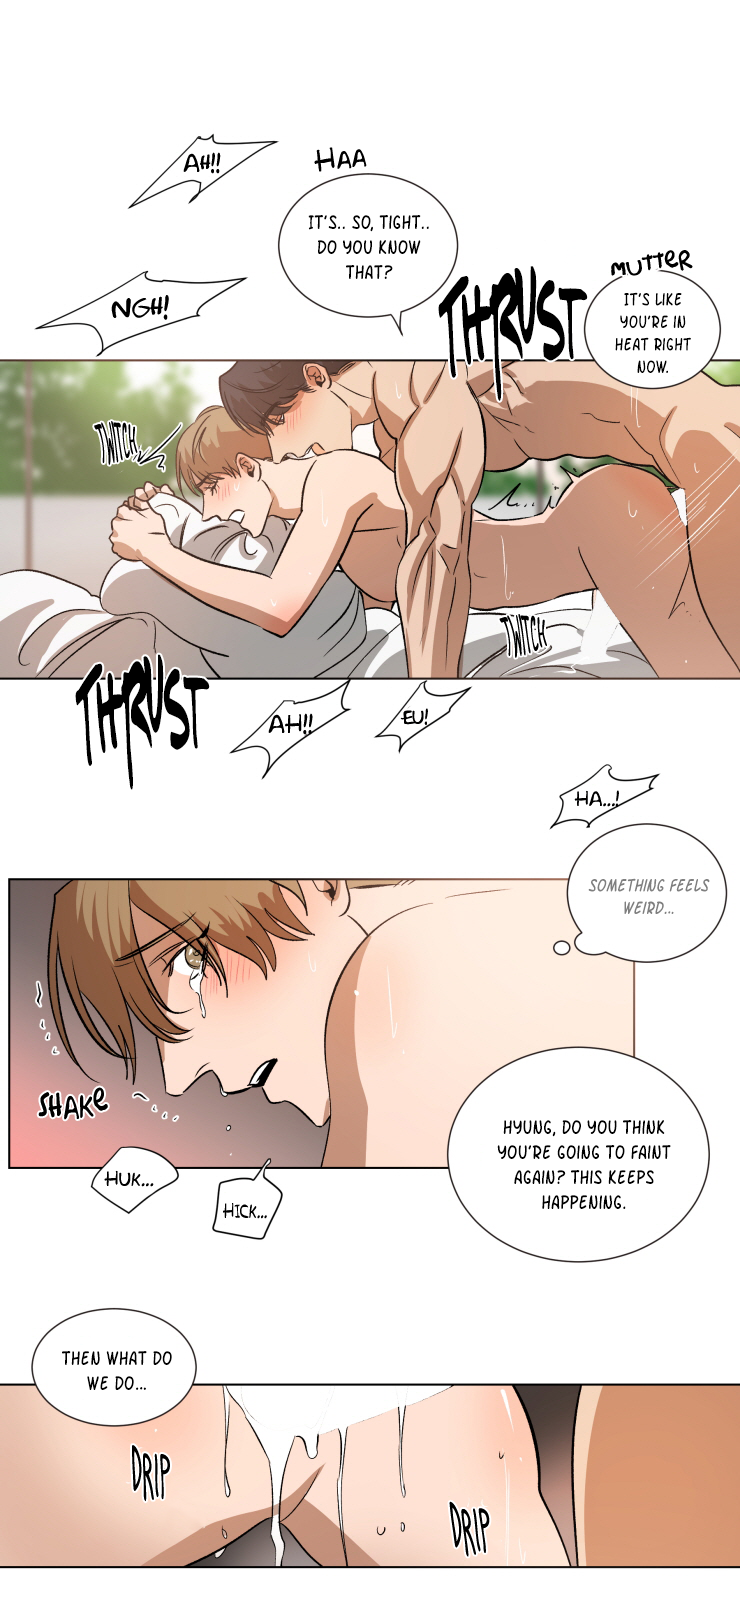 AH!!
HAA
IT'S.. SO, TIGHT..
DO YOU KNOW
THAT?
MUTTER
NGH!
THRUST
IT'S LIKE
YOU'RE IN
HEAT RIGHT
NOW.
TWITCH
TWITCH
THRUST
AH!!
EU!
HA...!
SOMETHING FEELS
WEIRD...
SHAKE
HUK...
HICK...
HYUNG, DO YOU THINK
YOU'RE GOING TO FAINT
AGAIN? THIS KEEPS
HAPPENING.
THEN WHAT DO
WE DO...
DRIP
DRIP